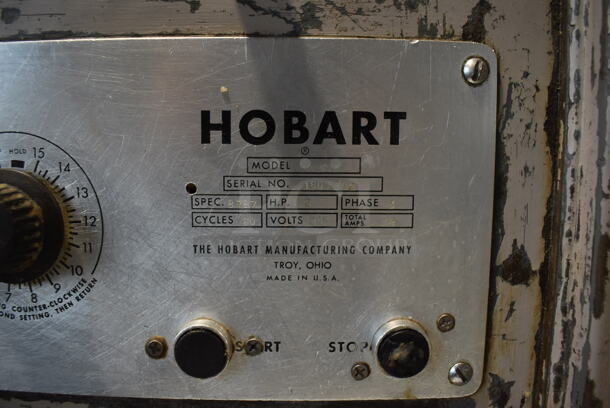 HOLD 15
14
13
12
11
10
9
8
7
COUNTER-CLOCKWISE
SETTING, THEN RETURN
HOBART
®
MODEL
SERIAL NO.
SPEC. H.P. PHASE
CYCLES VOLTS TOTAL AMPS
THE HOBART MANUFACTURING COMPANY
TROY, OHIO
MADE IN U.S.A.
START STOP